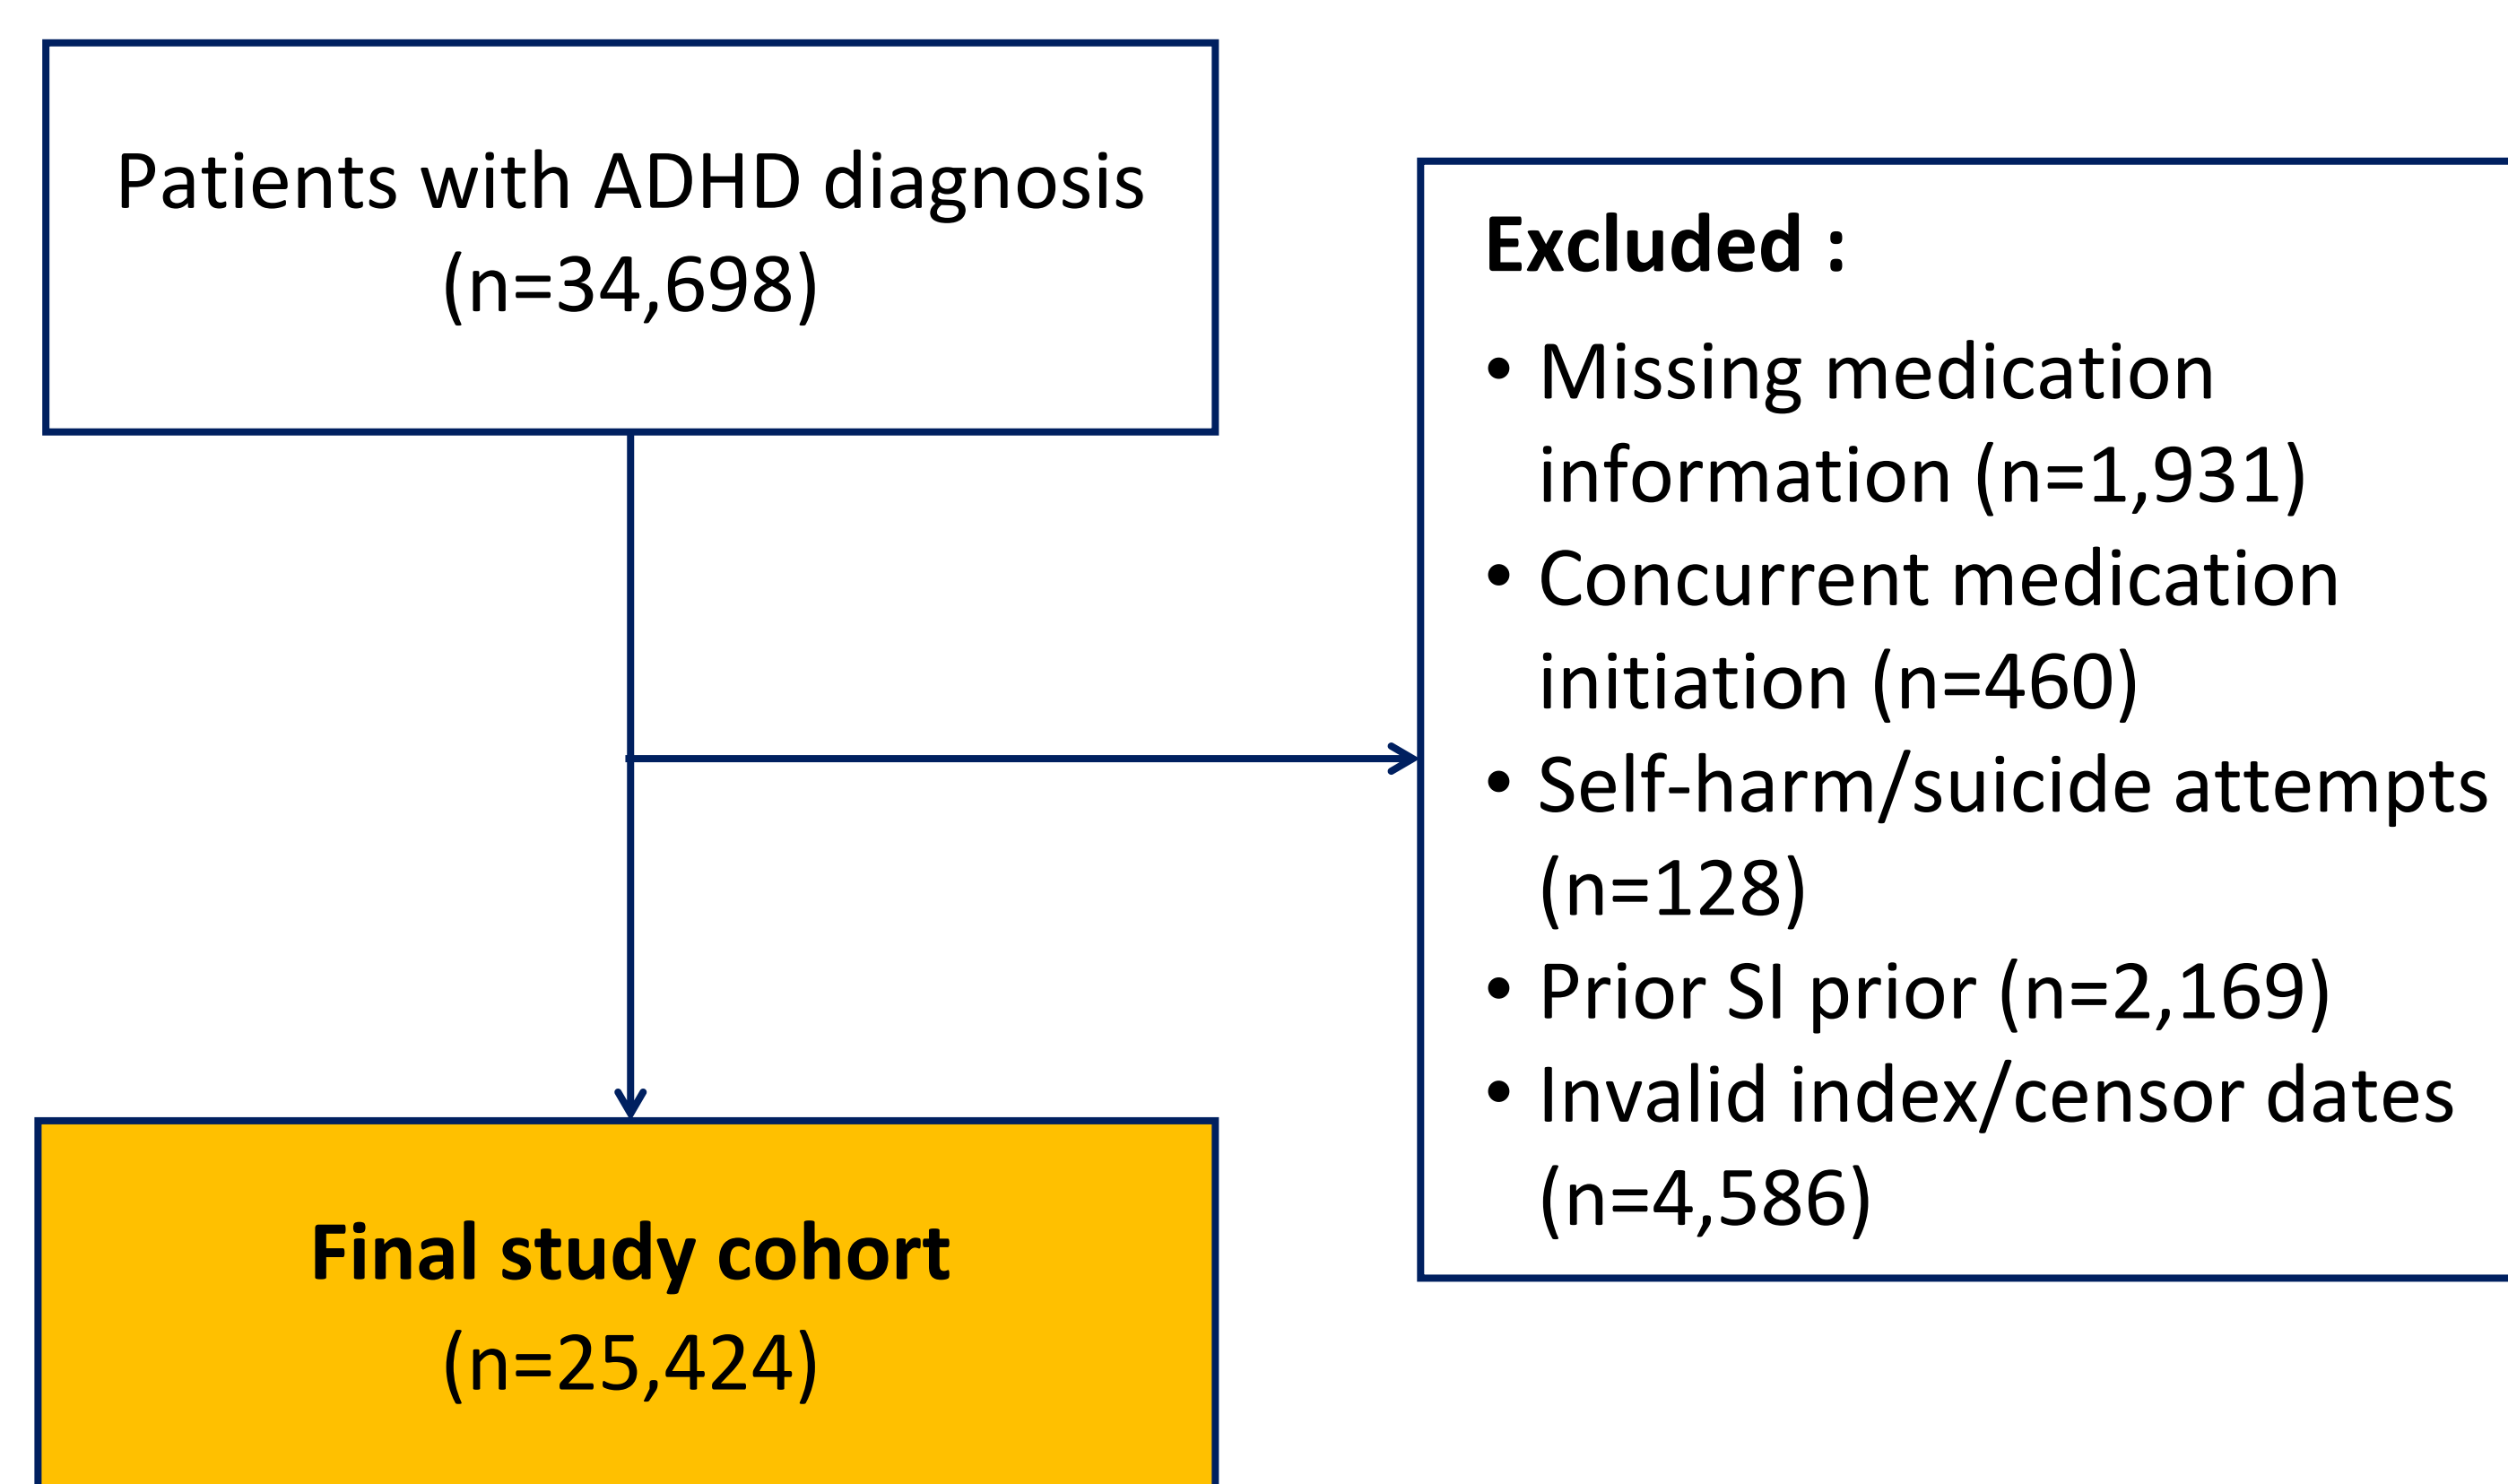 Patients with ADHD diagnosis
(n=34,698)
Excluded :
• Missing medication
information (n=1,931)
• Concurrent medication
initiation (n=460)
• Self-harm/suicide attempts
(n=128)
• Prior SI prior (n=2,169)
• Invalid index/censor dates
(n=4,586)
Final study cohort
(n=25,424)